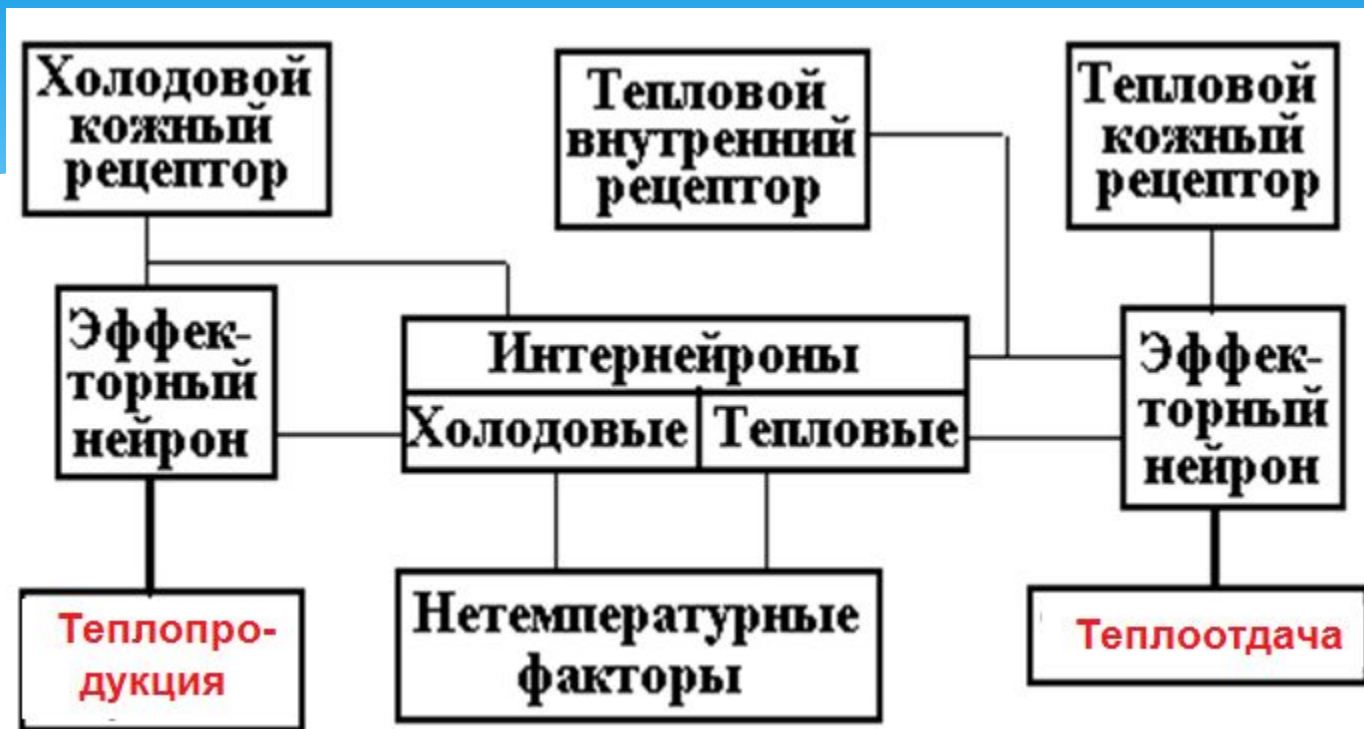 Холодовой
кожный
рецептор
Тепловой
внутренний
рецептор
Тепловой
кожный
рецептор
Эффек-
торный
нейрон
Интернейроны
Холодовые
Тепловые
Эффек-
торный
нейрон
Теплопро-
дукция
Нетемпературные
факторы
Теплоотдача